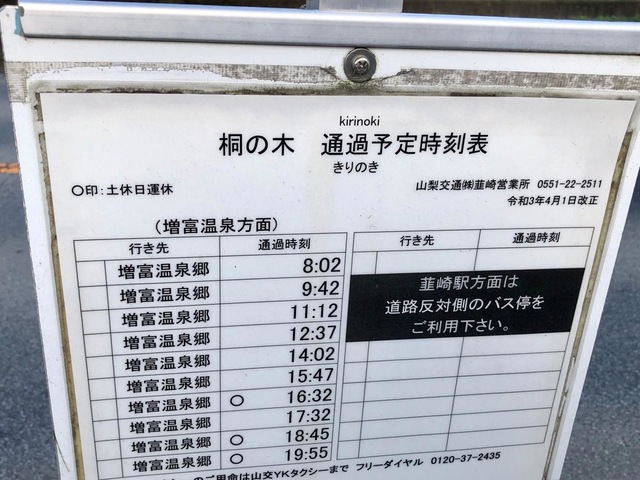 kirinoki
桐の木 通過予定時刻表
きりのき
○印：土休日運休
山梨交通㈱韮崎営業所 0551-22-2511
令和3年4月1日改正
（増富温泉方面）
行き先 通過時刻
増富温泉郷 8:02
増富温泉郷 9:42
増富温泉郷 11:12
増富温泉郷 12:37
増富温泉郷 14:02
増富温泉郷 15:47
増富温泉郷 ○ 16:32
増富温泉郷 17:32
増富温泉郷 ○ 18:45
増富温泉郷 ○ 19:55
行き先 通過時刻
韮崎駅方面は
道路反対側のバス停を
ご利用下さい。
のご用命は山交YKタクシーまで フリーダイヤル 0120-37-2435